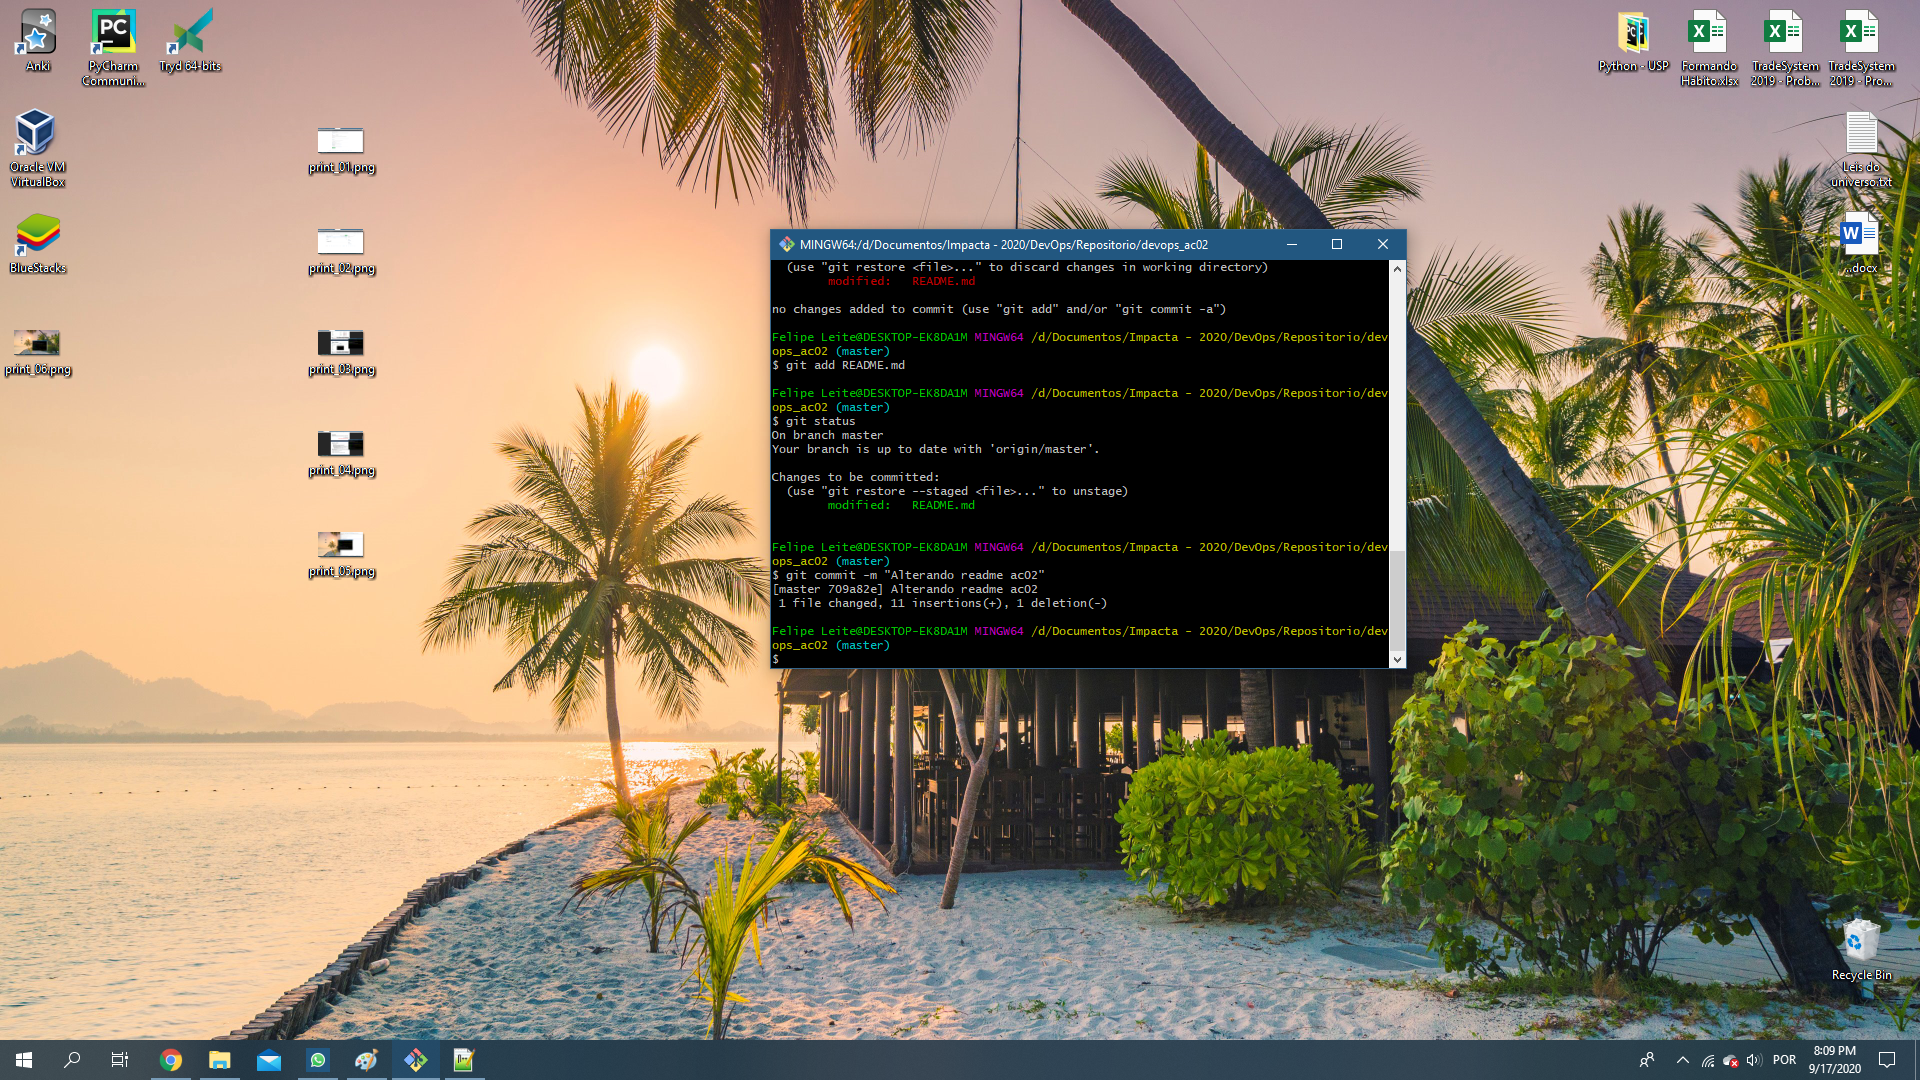 Anki
PyCharm
Communi...
Tryd 64-bits
Oracle VM
VirtualBox
BlueStacks
print_06.png
print_01.png
print_02.png
print_03.png
print_04.png
print_05.png
Python - USP
Formando
Hábito.xlsx
TradeSystem
2019 - Prob...
TradeSystem
2019 - Pro...
Leis do
universo.txt
..docx
Recycle Bin
MINGW64:/d/Documentos/Impacta - 2020/DevOps/Repositorio/devops_ac02
(use "git restore <file>..." to discard changes in working directory)
modified:   README.md
no changes added to commit (use "git add" and/or "git commit -a")
Felipe Leite@DESKTOP-EK8DA1M MINGW64 /d/Documentos/Impacta - 2020/DevOps/Repositorio/dev
ops_ac02 (master)
$ git add README.md
Felipe Leite@DESKTOP-EK8DA1M MINGW64 /d/Documentos/Impacta - 2020/DevOps/Repositorio/dev
ops_ac02 (master)
$ git status
On branch master
Your branch is up to date with 'origin/master'.
Changes to be committed:
(use "git restore --staged <file>..." to unstage)
modified:   README.md
Felipe Leite@DESKTOP-EK8DA1M MINGW64 /d/Documentos/Impacta - 2020/DevOps/Repositorio/dev
ops_ac02 (master)
$ git commit -m "Alterando readme ac02"
[master 709a82e] Alterando readme ac02
1 file changed, 11 insertions(+), 1 deletion(-)
Felipe Leite@DESKTOP-EK8DA1M MINGW64 /d/Documentos/Impacta - 2020/DevOps/Repositorio/dev
ops_ac02 (master)
$
POR
8:09 PM
9/17/2020